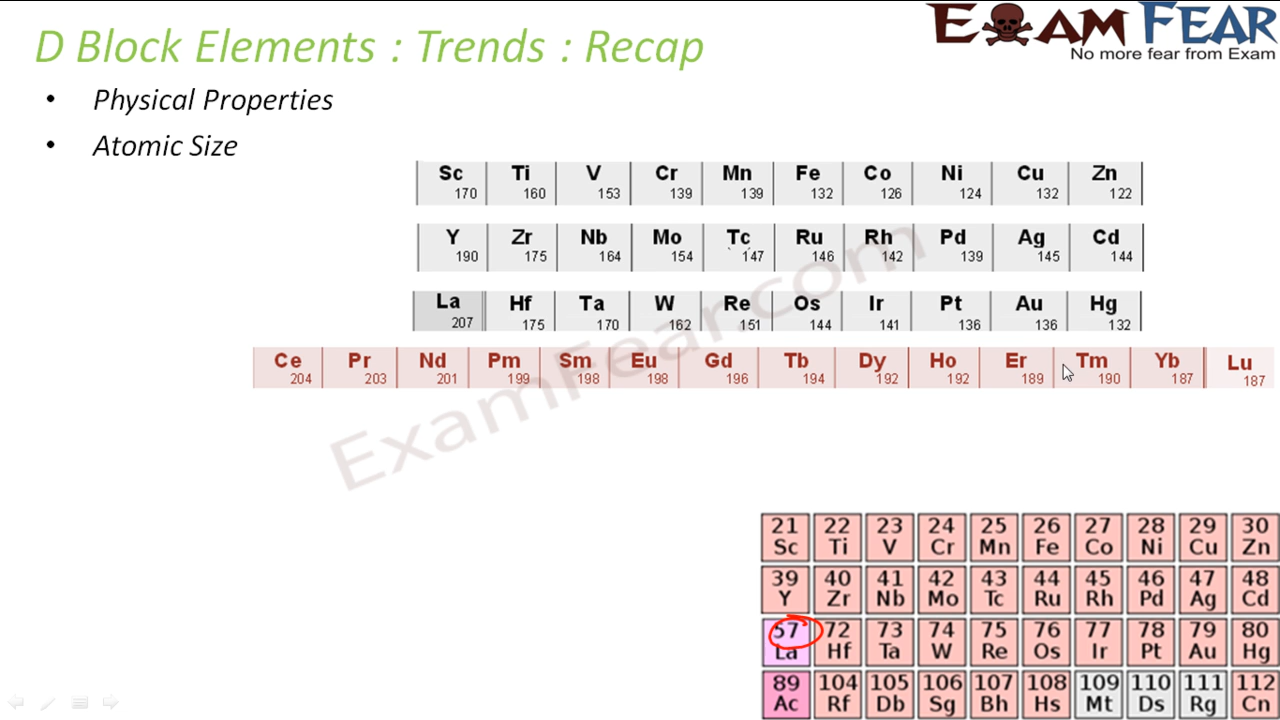 D Block Elements : Trends : Recap
EXAM FEAR
No more fear from Exam
• Physical Properties
• Atomic Size
Sc Ti V Cr Mn Fe Co Ni Cu Zn
170 160 153 139 139 132 126 124 132 122
Y Zr Nb Mo Tc Ru Rh Pd Ag Cd
190 175 164 154 147 146 142 139 145 144
La Hf Ta W Re Os Ir Pt Au Hg
207 175 170 162 151 144 141 136 136 132
Ce Pr Nd Pm Sm Eu Gd Tb Dy Ho Er Tm Yb Lu
204 203 201 199 198 198 196 194 192 192 189 190 187 187
ExamFear.com
21 22 23 24 25 26 27 28 29 30
Sc Ti V Cr Mn Fe Co Ni Cu Zn
39 40 41 42 43 44 45 46 47 48
Y Zr Nb Mo Tc Ru Rh Pd Ag Cd
57 72 73 74 75 76 77 78 79 80
La Hf Ta W Re Os Ir Pt Au Hg
89 104 105 106 107 108 109 110 111 112
Ac Rf Db Sg Bh Hs Mt Ds Rg Cn